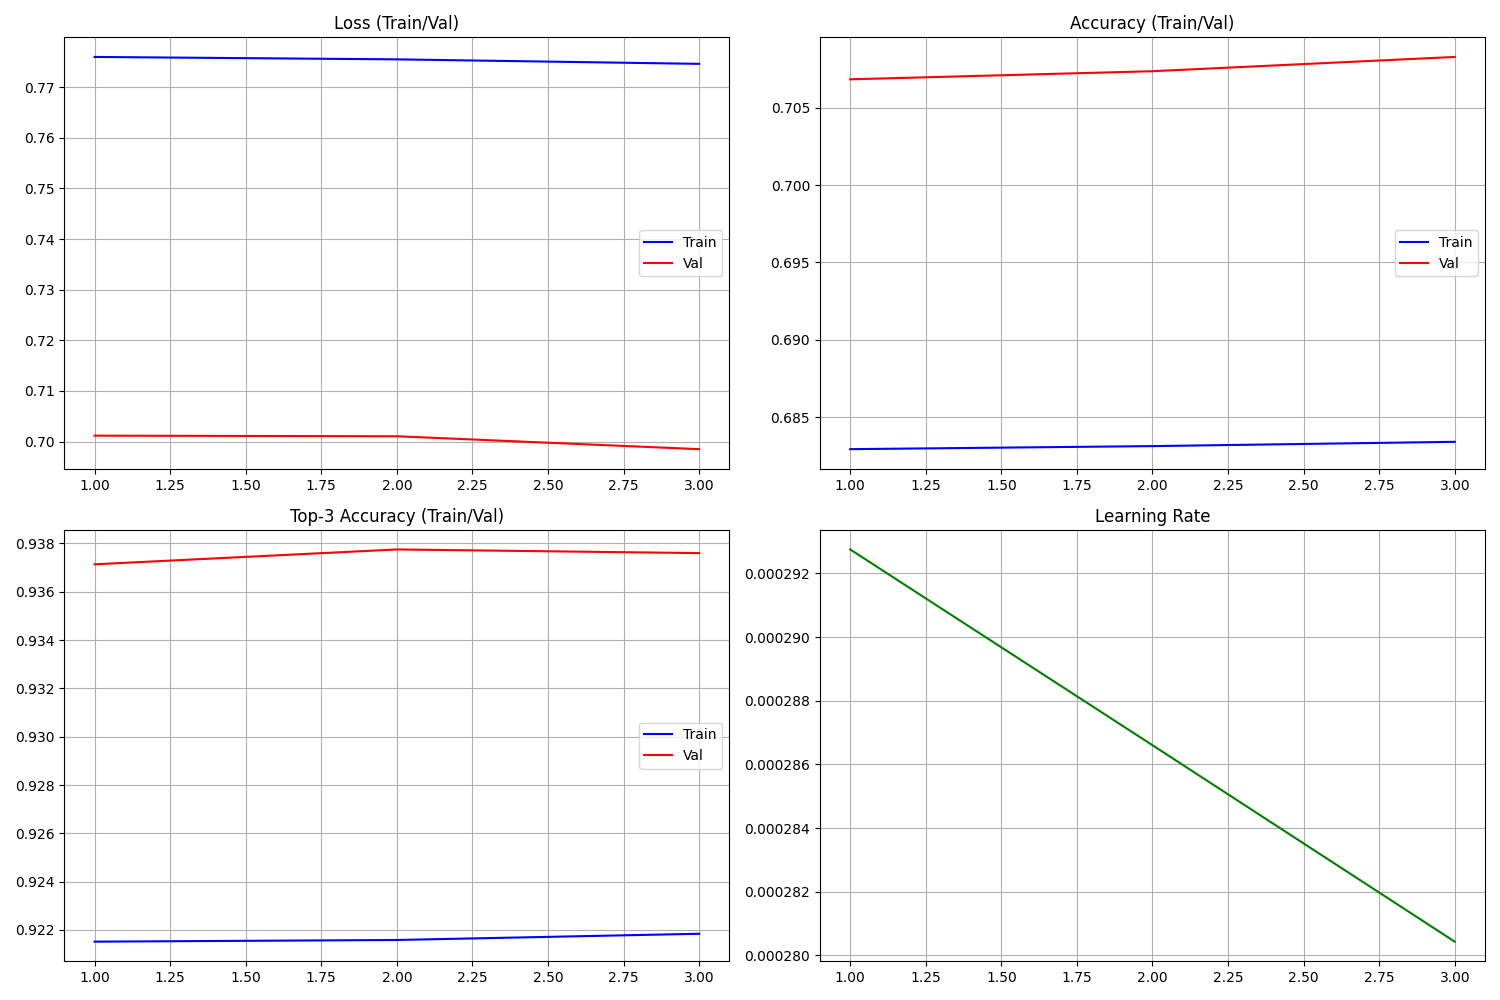 Loss (Train/Val)
0.77
0.76
0.75
0.74
0.73
0.72
0.71
0.70
Train
Val
1.00 1.25 1.50 1.75 2.00 2.25 2.50 2.75 3.00
Accuracy (Train/Val)
0.705
0.700
0.695
0.690
0.685
Train
Val
1.00 1.25 1.50 1.75 2.00 2.25 2.50 2.75 3.00
Top-3 Accuracy (Train/Val)
0.938
0.936
0.934
0.932
0.930
0.928
0.926
0.924
0.922
Train
Val
1.00 1.25 1.50 1.75 2.00 2.25 2.50 2.75 3.00
Learning Rate
0.000292
0.000290
0.000288
0.000286
0.000284
0.000282
0.000280
1.00 1.25 1.50 1.75 2.00 2.25 2.50 2.75 3.00